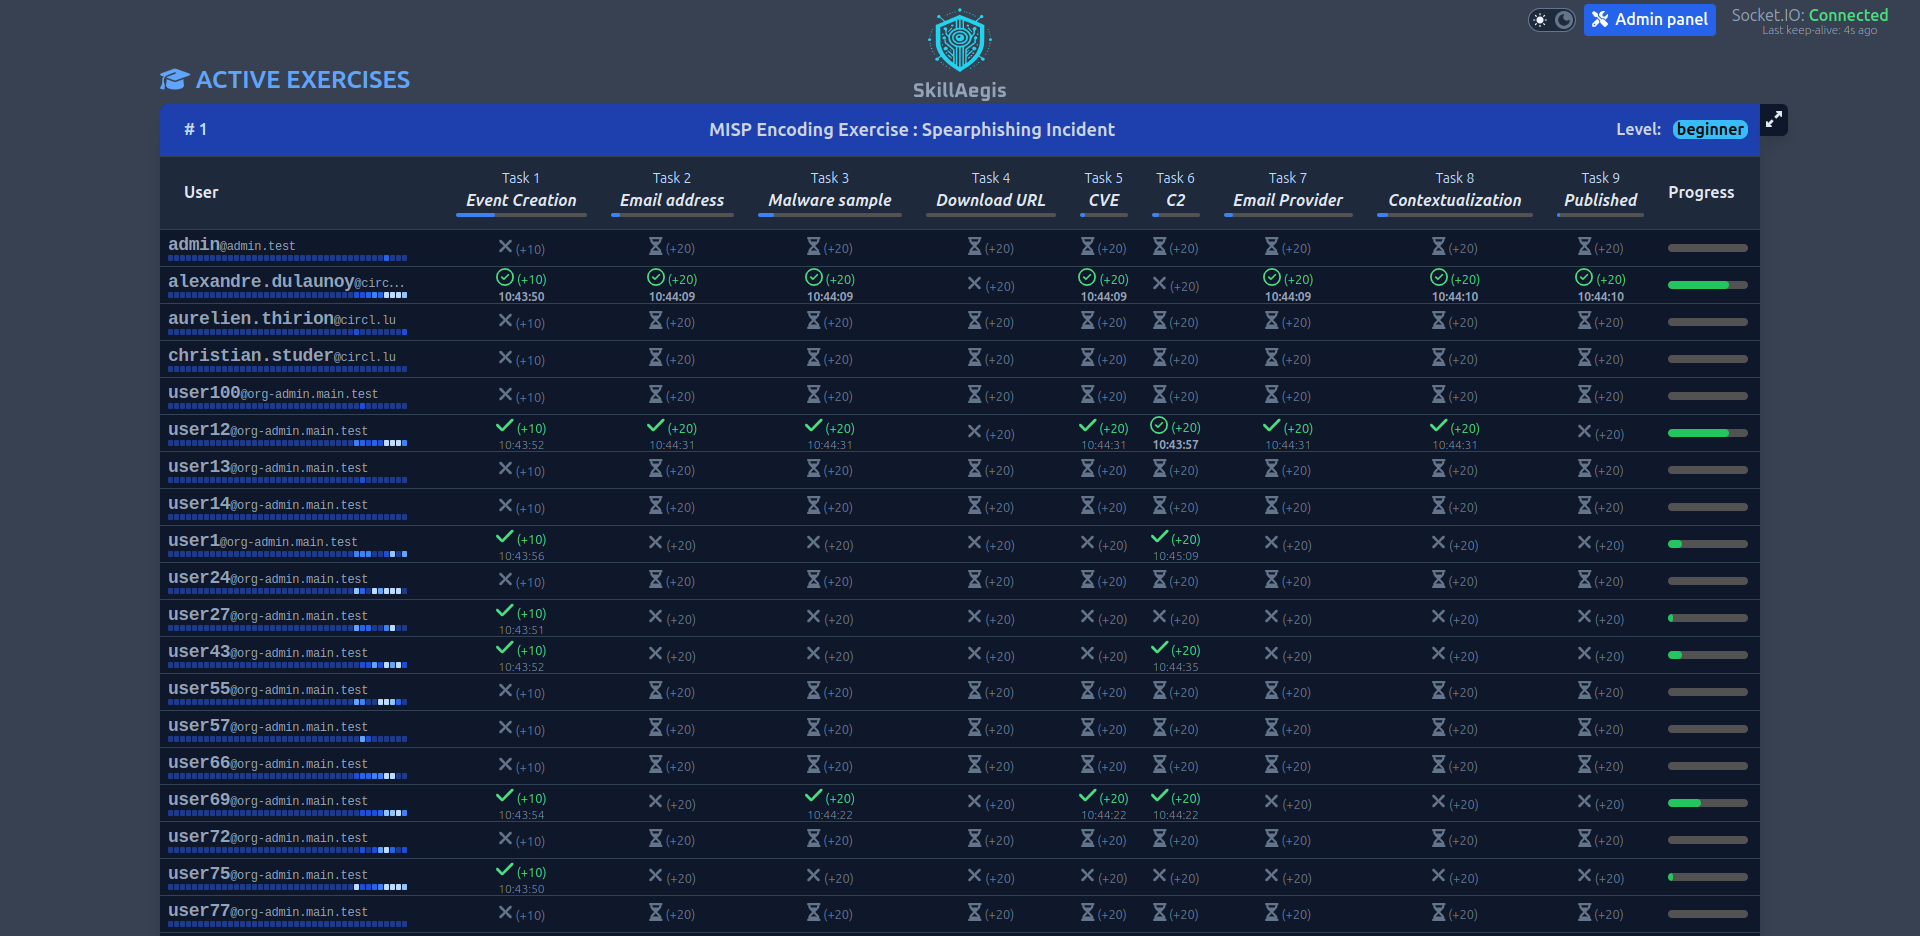 Admin panel
Socket.IO: Connected
Last keep-alive: 4s ago
SkillAegis
ACTIVE EXERCISES
# 1 MISP Encoding Exercise : Spearphishing Incident Level: beginner
Task 1 Task 2 Task 3 Task 4 Task 5 Task 6 Task 7 Task 8 Task 9
User Event Creation Email address Malware sample Download URL CVE C2 Email Provider Contextualization Published Progress
admin@admin.test (+10) (+20) (+20) (+20) (+20) (+20) (+20) (+20) (+20)
alexandre.dulaunoy@circ... (+10) (+20) (+20) (+20) (+20) (+20) (+20) (+20) (+20)
10:43:50 10:44:09 10:44:09 10:44:09 10:44:09 10:44:10 10:44:10
aurelien.thirion@circl.lu (+10) (+20) (+20) (+20) (+20) (+20) (+20) (+20) (+20)
christian.studer@circl.lu (+10) (+20) (+20) (+20) (+20) (+20) (+20) (+20) (+20)
user100@org-admin.main.test (+10) (+20) (+20) (+20) (+20) (+20) (+20) (+20) (+20)
user12@org-admin.main.test (+10) (+20) (+20) (+20) (+20) (+20) (+20) (+20) (+20)
10:43:52 10:44:31 10:44:31 10:44:31 10:43:57 10:44:31 10:44:31
user13@org-admin.main.test (+10) (+20) (+20) (+20) (+20) (+20) (+20) (+20) (+20)
user14@org-admin.main.test (+10) (+20) (+20) (+20) (+20) (+20) (+20) (+20) (+20)
user1@org-admin.main.test (+10) (+20) (+20) (+20) (+20) (+20) (+20) (+20) (+20)
10:43:56 10:45:09
user24@org-admin.main.test (+10) (+20) (+20) (+20) (+20) (+20) (+20) (+20) (+20)
user27@org-admin.main.test (+10) (+20) (+20) (+20) (+20) (+20) (+20) (+20) (+20)
10:43:51
user43@org-admin.main.test (+10) (+20) (+20) (+20) (+20) (+20) (+20) (+20) (+20)
10:43:52 10:44:35
user55@org-admin.main.test (+10) (+20) (+20) (+20) (+20) (+20) (+20) (+20) (+20)
user57@org-admin.main.test (+10) (+20) (+20) (+20) (+20) (+20) (+20) (+20) (+20)
user66@org-admin.main.test (+10) (+20) (+20) (+20) (+20) (+20) (+20) (+20) (+20)
user69@org-admin.main.test (+10) (+20) (+20) (+20) (+20) (+20) (+20) (+20) (+20)
10:43:54 10:44:22 10:44:22 10:44:22
user72@org-admin.main.test (+10) (+20) (+20) (+20) (+20) (+20) (+20) (+20) (+20)
user75@org-admin.main.test (+10) (+20) (+20) (+20) (+20) (+20) (+20) (+20) (+20)
10:43:50
user77@org-admin.main.test (+10) (+20) (+20) (+20) (+20) (+20) (+20) (+20) (+20)